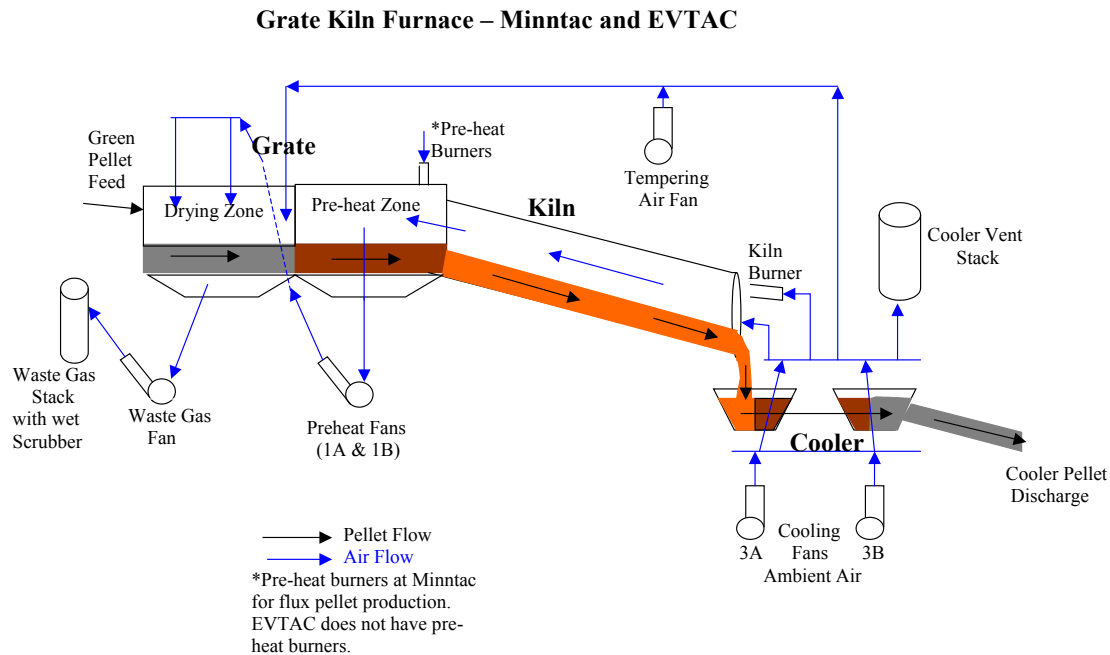 Grate Kiln Furnace – Minntac and EVTAC
Green
Pellet
Feed
Grate
*Pre-heat
Burners
Tempering
Air Fan
Drying Zone
Pre-heat Zone
Kiln
Kiln
Burner
Cooler Vent
Stack
Waste Gas
Stack
with wet
Scrubber
Waste Gas
Fan
Preheat Fans
(1A & 1B)
Cooler
Cooler Pellet
Discharge
3A
Cooling
Fans
Ambient Air
3B
Pellet Flow
Air Flow
*Pre-heat burners at Minntac
for flux pellet production.
EVTAC does not have pre-
heat burners.